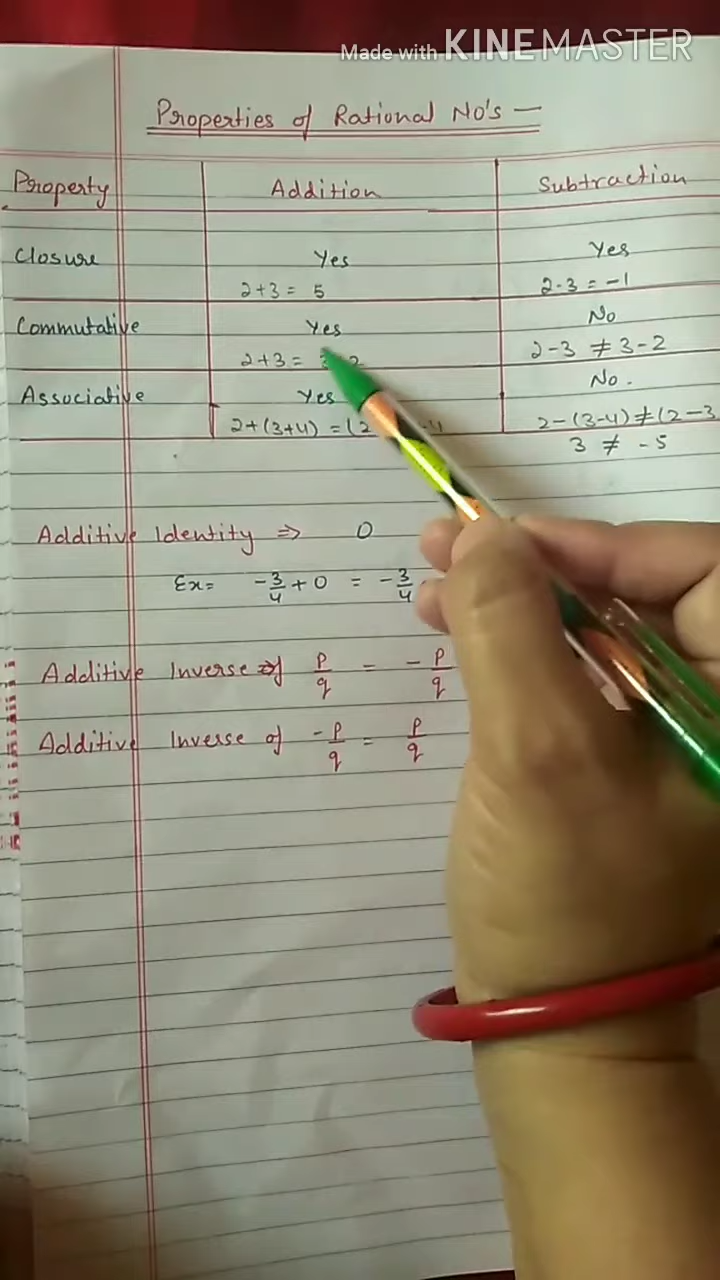 Made with KINEMASTER
Properties of Rational No's —
Property Addition Subtraction
Closure Yes Yes
2+3 = 5 2-3 = -1
Commutative Yes No
2+3 = 2-3 ≠ 3-2
Associative Yes No.
2+(3+4) = (2 2-(3-4) ≠ (2-3
3 ≠ -5
Additive Identity ⇒ 0
Ex= -3/4 + 0 = -3/4
Additive Inverse of p/q = -p/q
Additive Inverse of -p/q = p/q